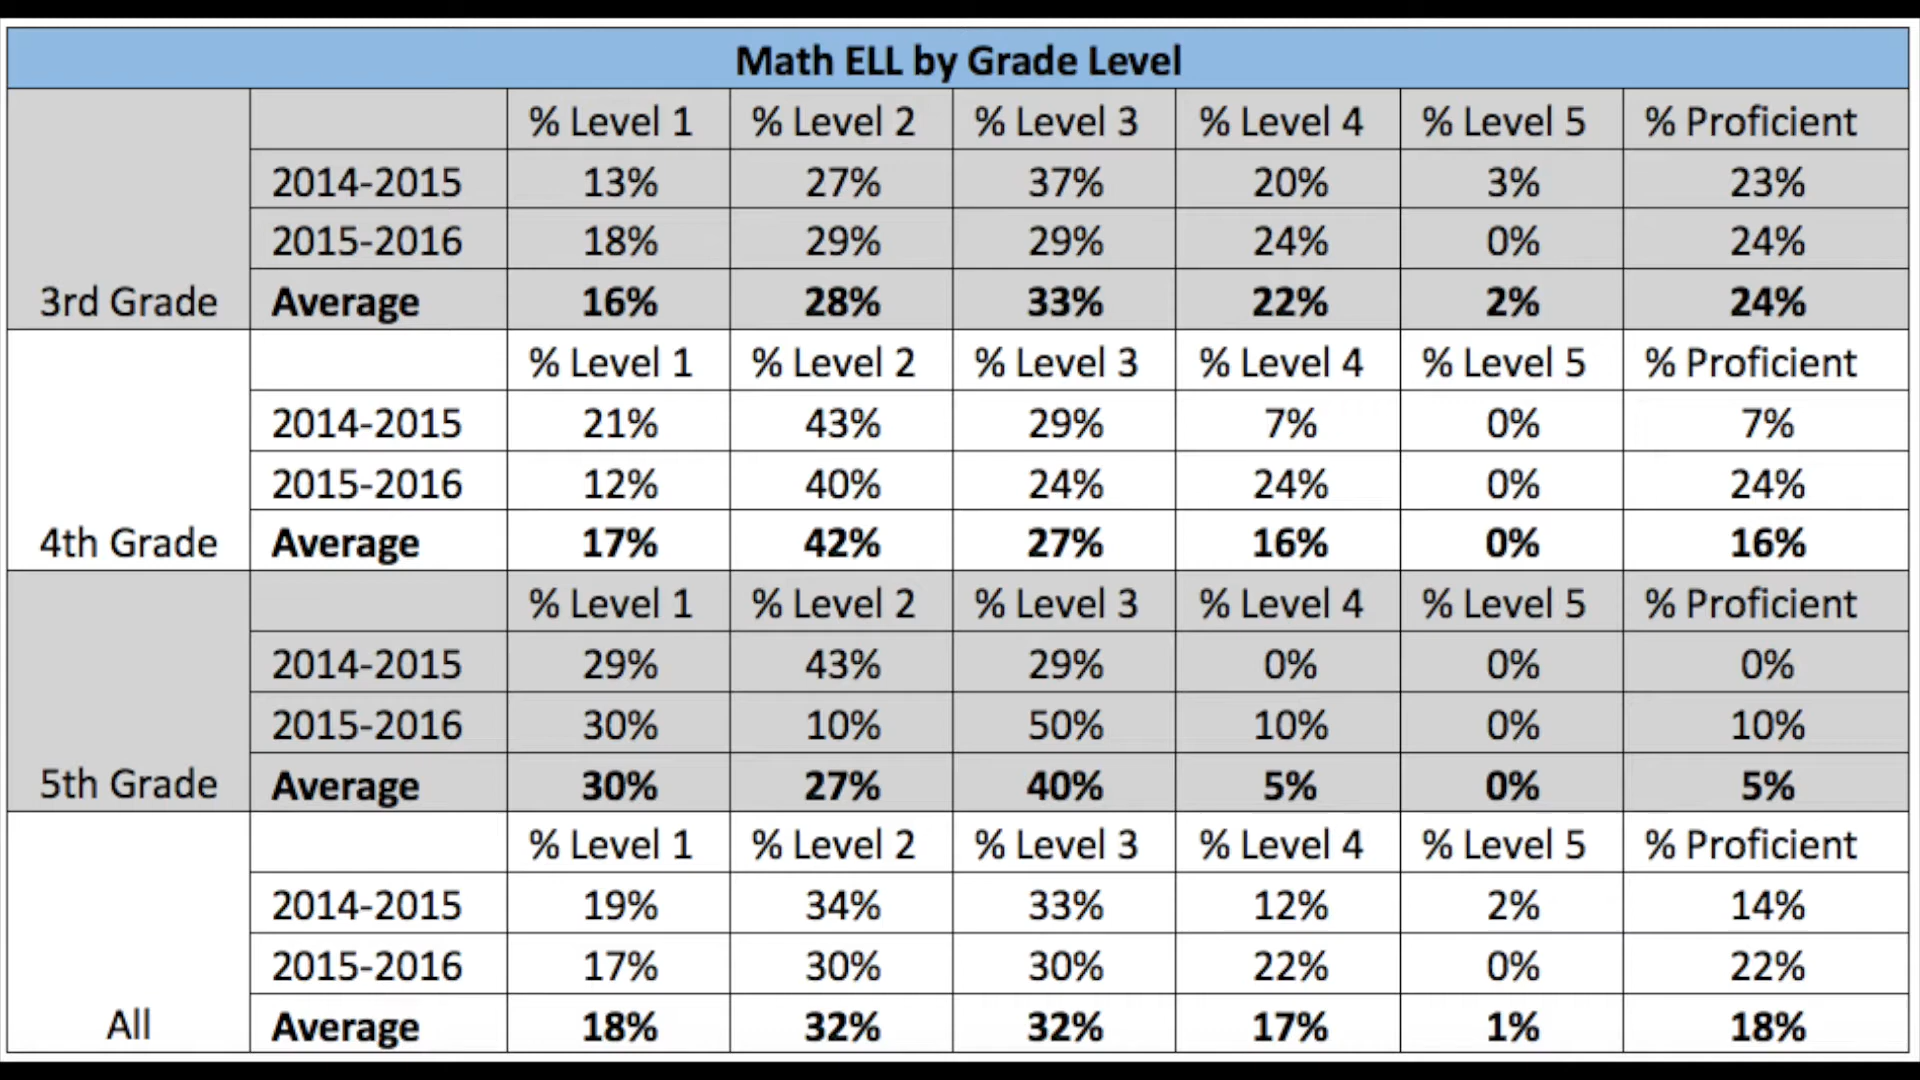 Math ELL by Grade Level
% Level 1 % Level 2 % Level 3 % Level 4 % Level 5 % Proficient
2014-2015 13% 27% 37% 20% 3% 23%
2015-2016 18% 29% 29% 24% 0% 24%
3rd Grade Average 16% 28% 33% 22% 2% 24%
% Level 1 % Level 2 % Level 3 % Level 4 % Level 5 % Proficient
2014-2015 21% 43% 29% 7% 0% 7%
2015-2016 12% 40% 24% 24% 0% 24%
4th Grade Average 17% 42% 27% 16% 0% 16%
% Level 1 % Level 2 % Level 3 % Level 4 % Level 5 % Proficient
2014-2015 29% 43% 29% 0% 0% 0%
2015-2016 30% 10% 50% 10% 0% 10%
5th Grade Average 30% 27% 40% 5% 0% 5%
% Level 1 % Level 2 % Level 3 % Level 4 % Level 5 % Proficient
2014-2015 19% 34% 33% 12% 2% 14%
2015-2016 17% 30% 30% 22% 0% 22%
All Average 18% 32% 32% 17% 1% 18%